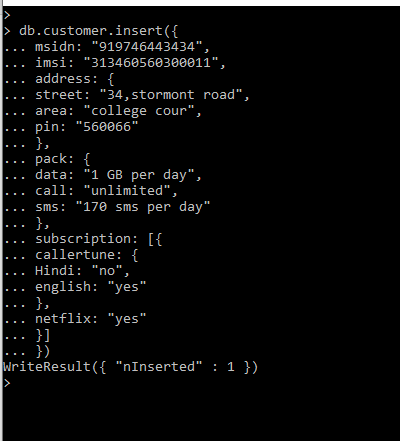 >
> db.customer.insert({
... msidn: "919746443434",
... imsi: "313460560300011",
... address: {
... street: "34,stormont road",
... area: "college cour",
... pin: "560066"
... },
... pack: {
... data: "1 GB per day",
... call: "unlimited",
... sms: "170 sms per day"
... },
... subscription: [{
... callertune: {
... Hindi: "no",
... english: "yes"
... },
... netflix: "yes"
... }]
... })
WriteResult({ "nInserted" : 1 })
>